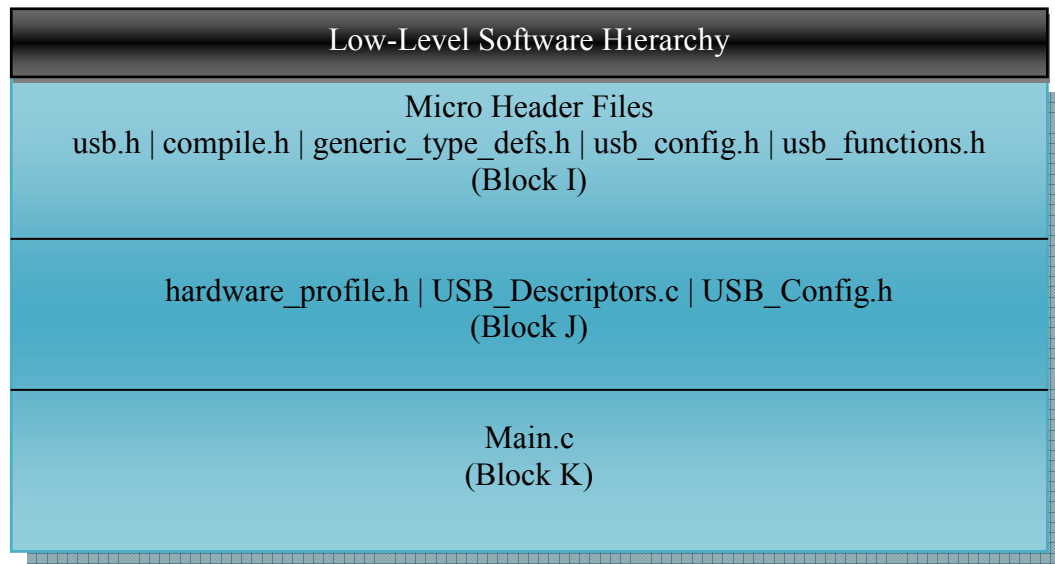 Low-Level Software Hierarchy
Micro Header Files
usb.h | compile.h | generic_type_defs.h | usb_config.h | usb_functions.h
(Block I)
hardware_profile.h | USB_Descriptors.c | USB_Config.h
(Block J)
Main.c
(Block K)